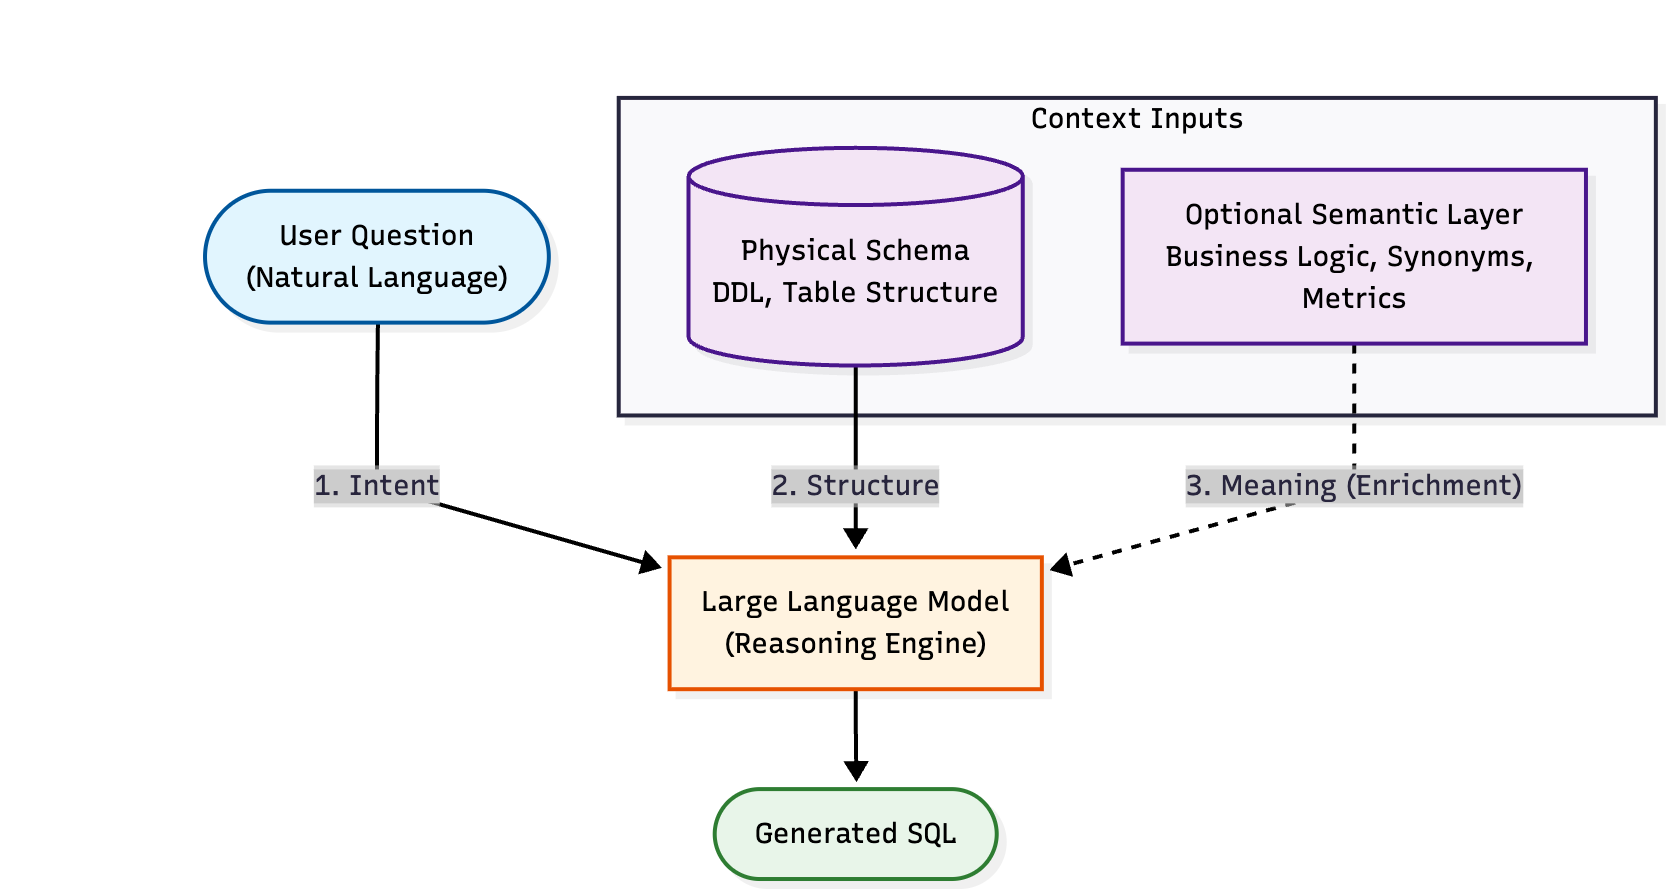 Context Inputs
User Question
(Natural Language)
Physical Schema
DDL, Table Structure
Optional Semantic Layer
Business Logic, Synonyms,
Metrics
1. Intent
2. Structure
3. Meaning (Enrichment)
Large Language Model
(Reasoning Engine)
Generated SQL